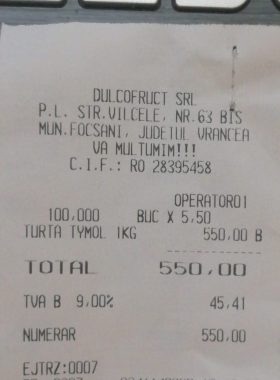 DULCOFRUCT SRL
P.L. STR.VILCELE, NR.63 BIS
MUN.FOCSANI, JUDETUL VRANCEA
VA MULTUMIM!!!
C.I.F.: RO 28395458
OPERATOR01
100,000 BUC X 5,50
TURTA TYMOL 1KG 550,00 B
TOTAL 550,00
TVA B 9,00% 45,41
NUMERAR 550,00
EJTRZ:0007